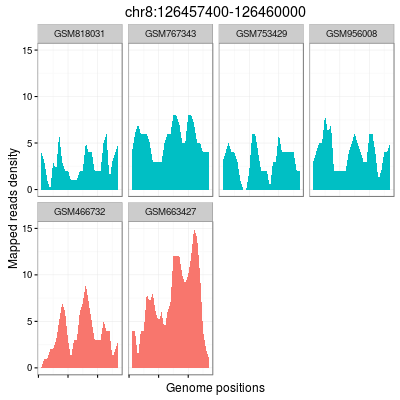 chr8:126457400-126460000
GSM818031 GSM767343 GSM753429 GSM956008
15
10
5
0
GSM466732 GSM663427
15
10
5
0
Mapped reads density
Genome positions